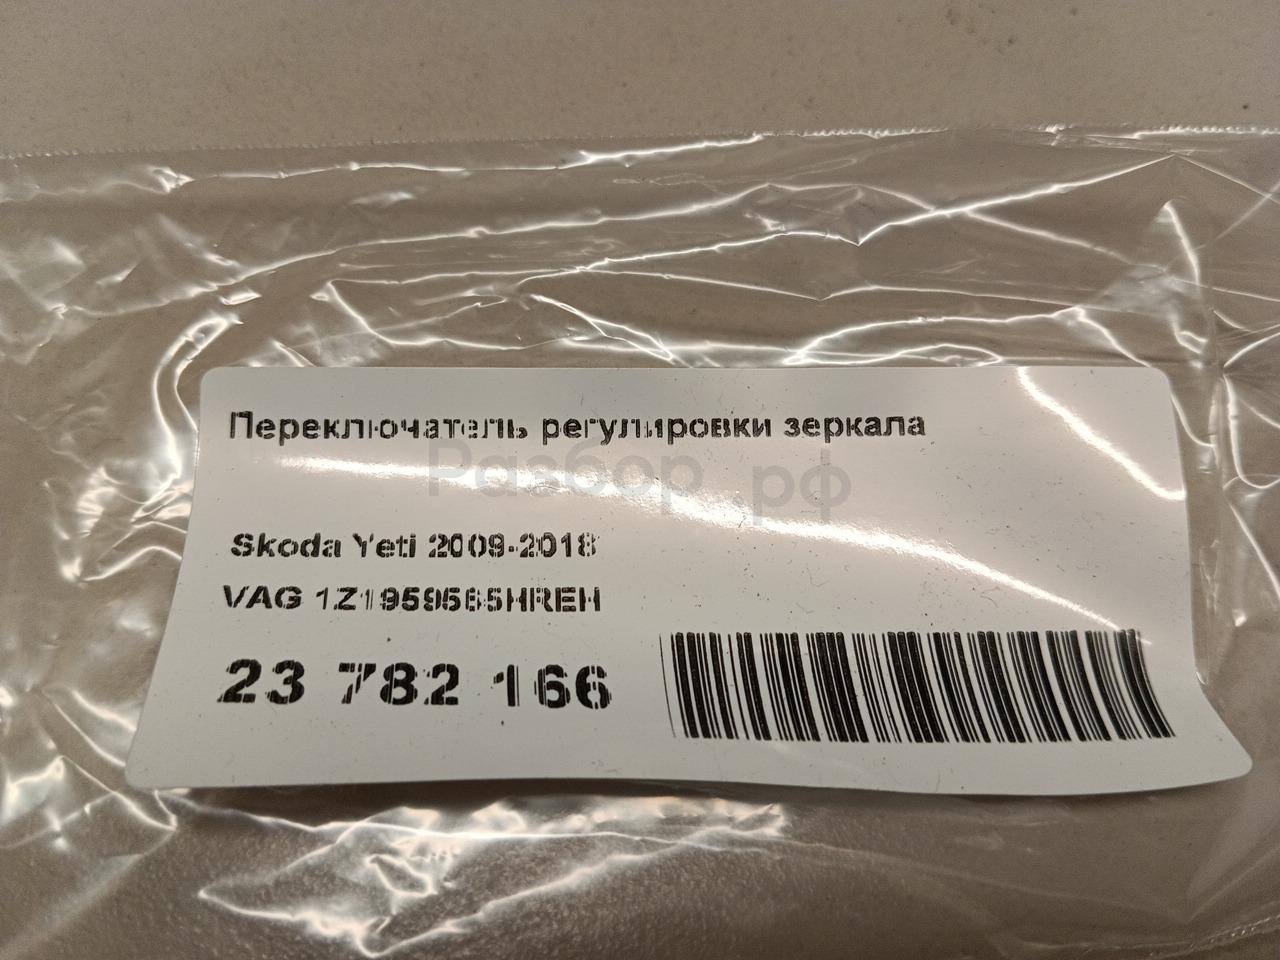 Переключатель регулировки зеркала
Разбор.рф
Skoda Yeti 2009-2018
VAG 1Z1959565HREH
23 782 166